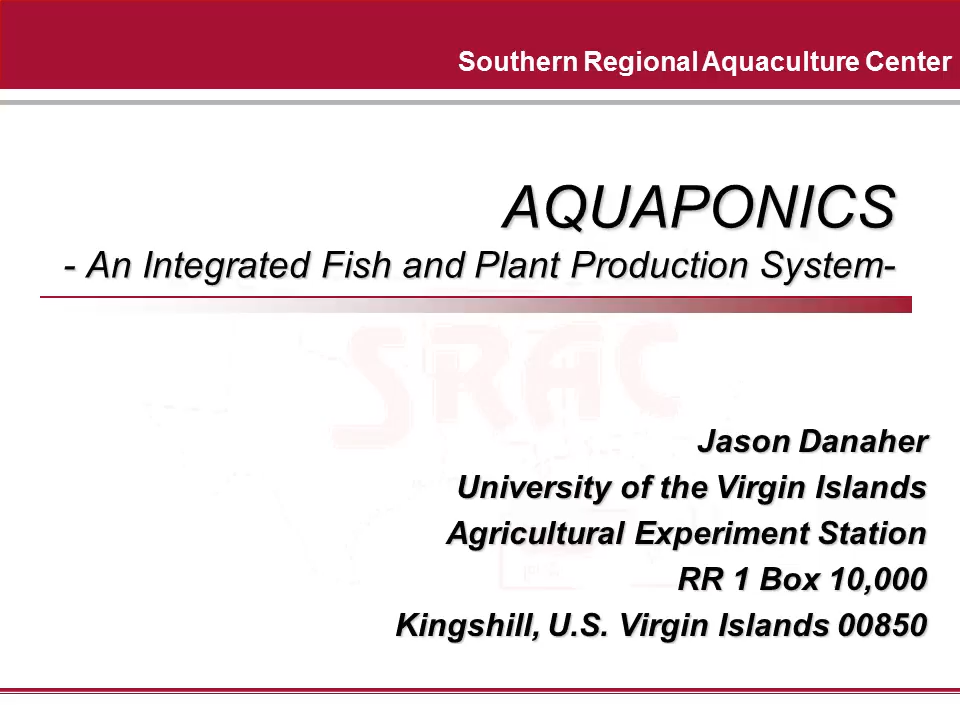 Southern Regional Aquaculture Center
AQUAPONICS
- An Integrated Fish and Plant Production System-
SRAC
Jason Danaher
University of the Virgin Islands
Agricultural Experiment Station
RR 1 Box 10,000
Kingshill, U.S. Virgin Islands 00850